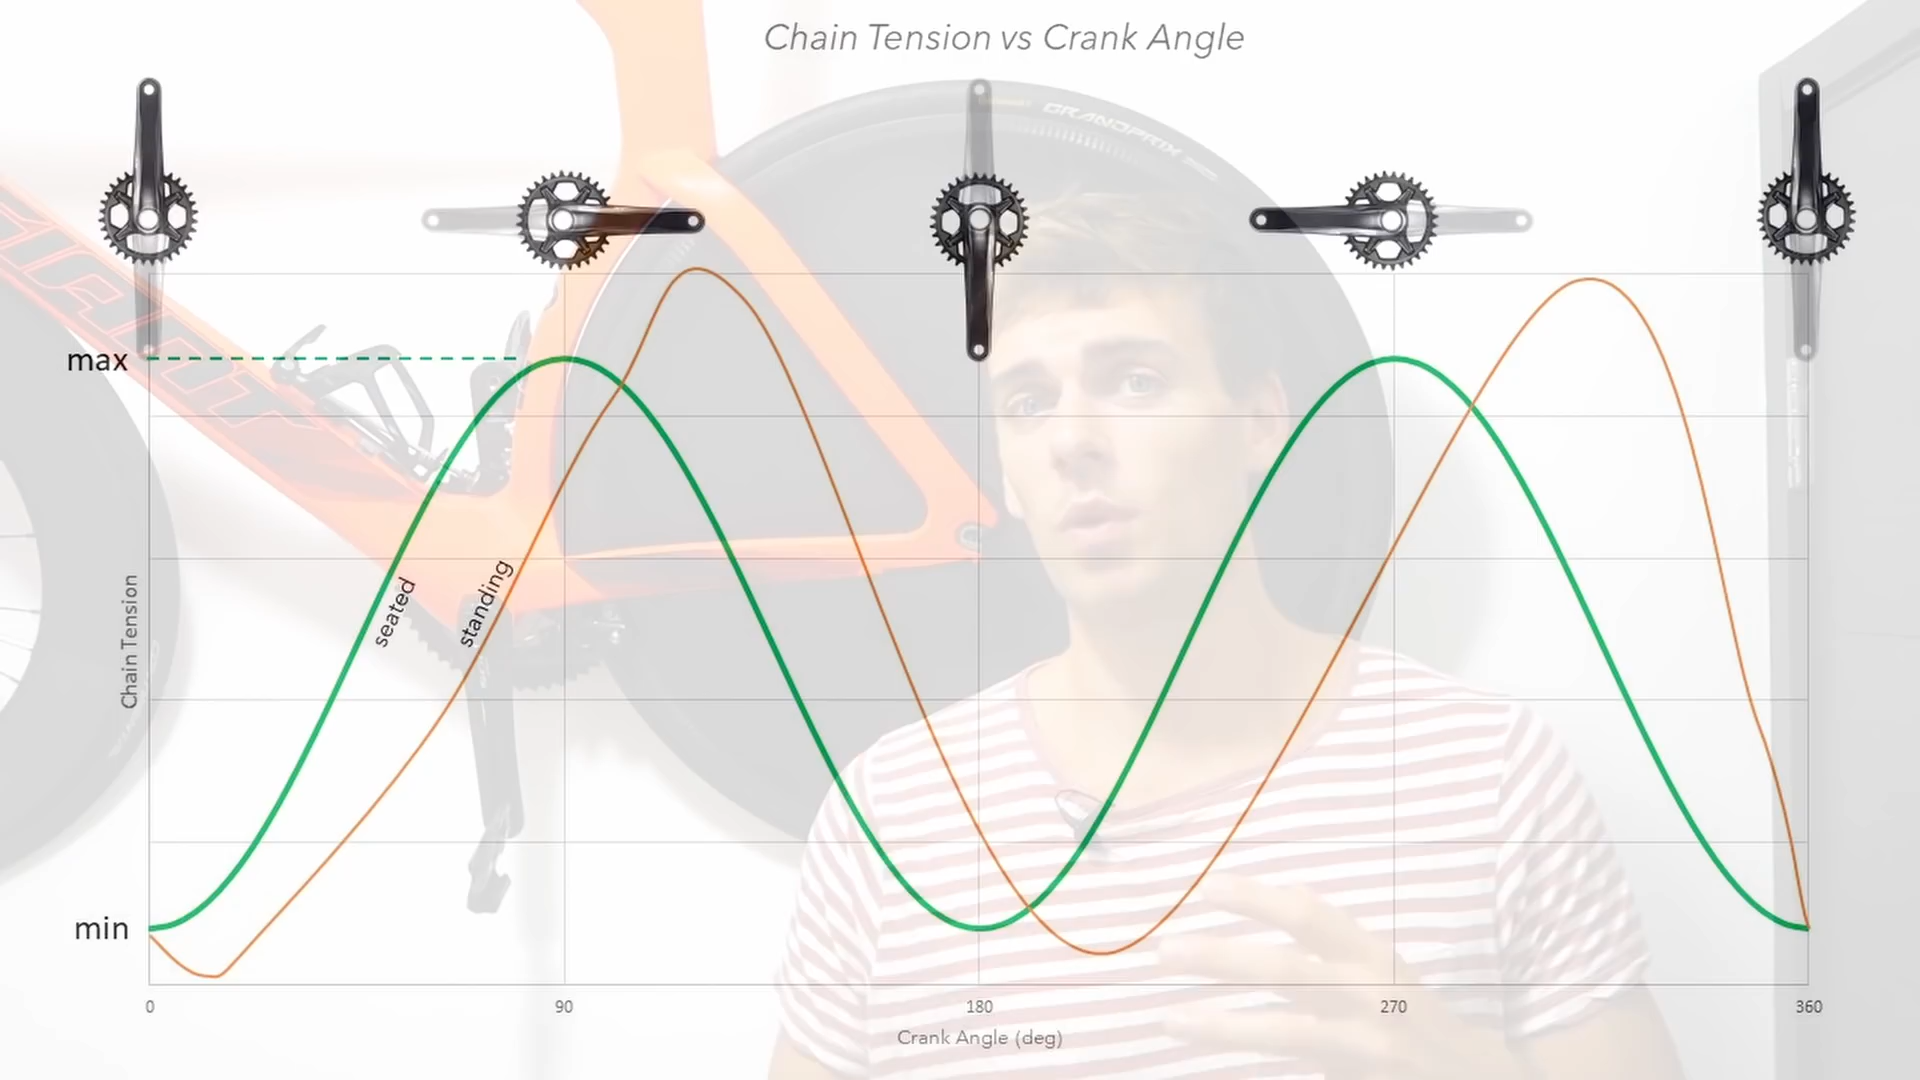 Chain Tension vs Crank Angle
GRANDPRIX
GIANT
max
seated
standing
Chain Tension
min
0
90
180
270
360
Crank Angle (deg)